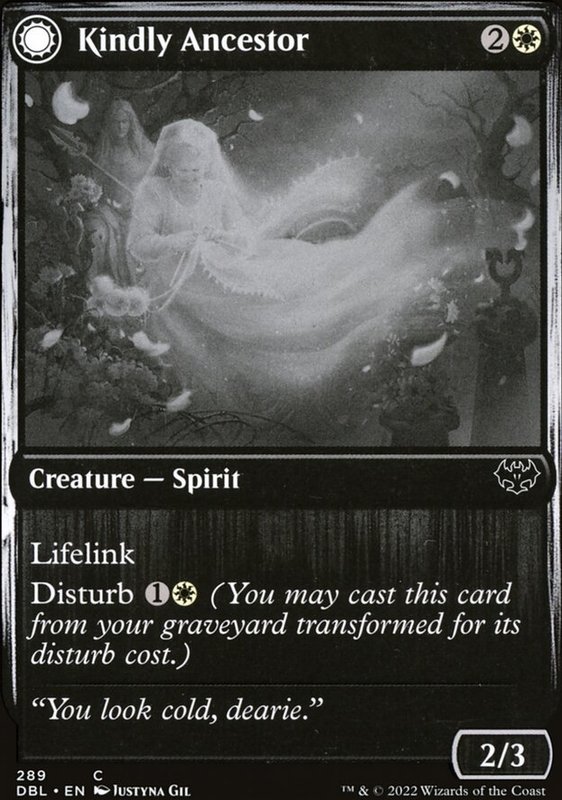 Kindly Ancestor 2
Creature — Spirit
Lifelink
Disturb 1 (You may cast this card
from your graveyard transformed for its
disturb cost.)
“You look cold, dearie.”
2/3
289 C
DBL • EN Justyna Gil ™ & © 2022 Wizards of the Coast